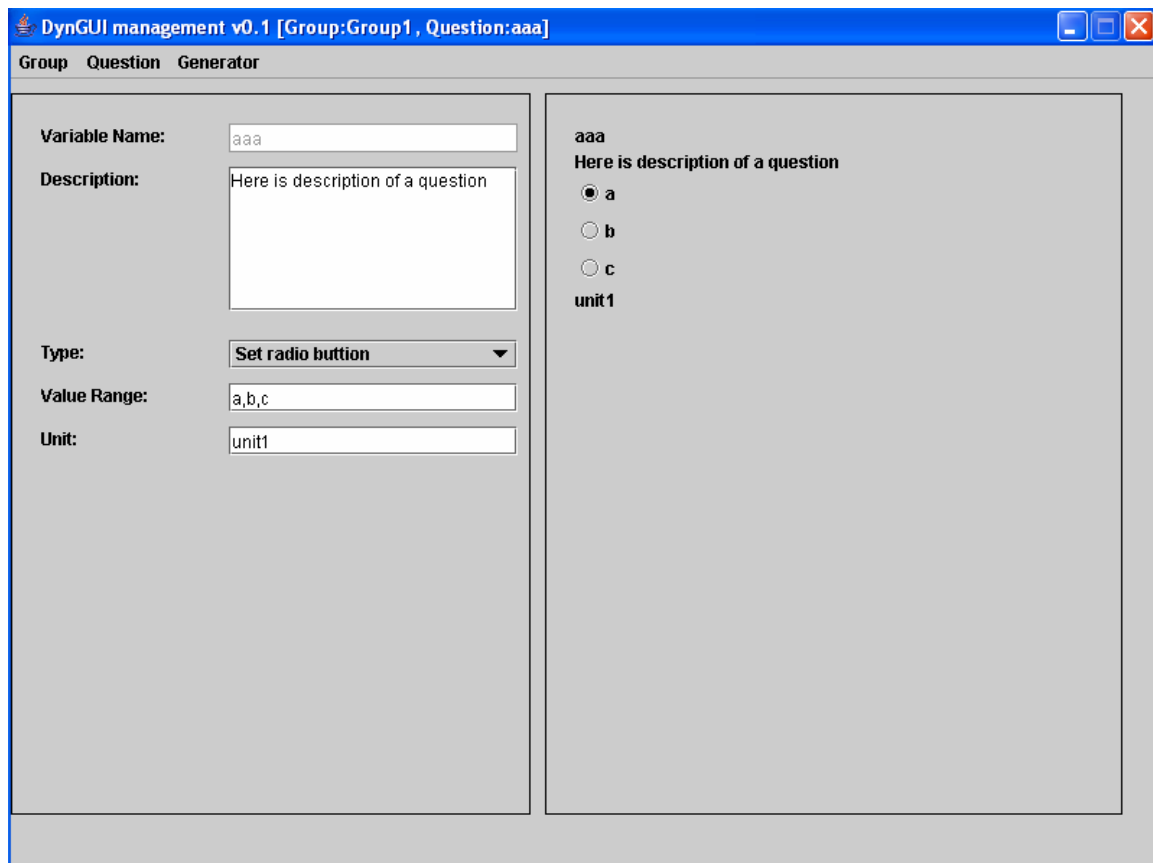 DynGUI management v0.1 [Group:Group1, Question:aaa]
Group Question Generator
Variable Name: aaa
Description: Here is description of a question
Type: Set radio buttion
Value Range: a,b,c
Unit: unit1
aaa
Here is description of a question
a
b
c
unit1